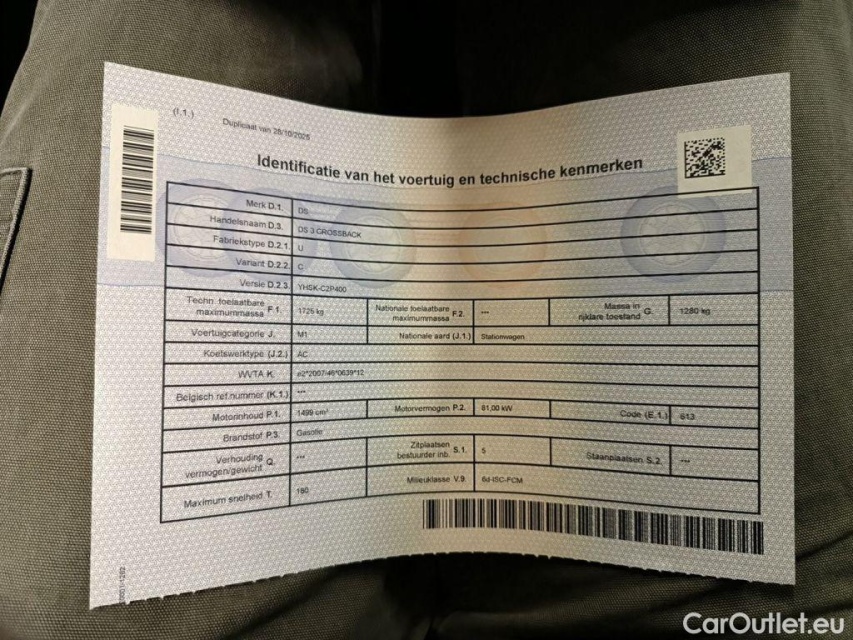 (I.1.)
Duplicaat van 28/10/2025
Identificatie van het voertuig en technische kenmerken
Merk D.1. DS
Handelsnaam D.3. DS 3 CROSSBACK
Fabriekstype D.2.1. U
Variant D.2.2. C
Versie D.2.3. YHSK-C2P400
Techn. toelaatbare maximummassa F.1. 1725 kg Nationale toelaatbare maximummassa F.2. --- Massa in rijklare toestand G. 1280 kg
Voertuigcategorie J. M1 Nationale aard (J.1.) Stationwagen
Koetswerktype (J.2.) AC
WVTA K. e2*2007/46*0639*12
Belgisch ref.nummer (K.1.) ---
Motorinhoud P.1. 1499 cm³ Motorvermogen P.2. 81,00 kW Code (E.1.) 613
Brandstof P.3. Gasolie
Verhouding vermogen/gewicht Q. --- Zitplaatsen bestuurder inb. S.1. 5 Staanplaatsen S.2. ---
Maximum snelheid T. 180 Milieuklasse V.9 6d-ISC-FCM
CarOutlet.eu